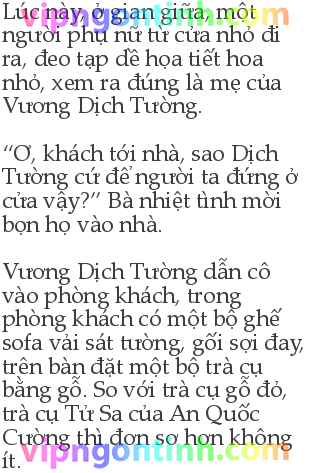 Lúc này, ở gian giữa, một
người phụ nữ từ cửa nhỏ đi
ra, đeo tạp dề họa tiết hoa
nhỏ, xem ra đúng là mẹ của
Vương Dịch Tường.
“Ơ, khách tới nhà, sao Dịch
Tường cứ để người ta đứng ở
cửa vậy?” Bà nhiệt tình mời
bọn họ vào nhà.
Vương Dịch Tường dẫn cô
vào phòng khách, trong
phòng khách có một bộ ghế
sofa vải sát tường, gối sợi đay,
trên bàn đặt một bộ trà cụ
bằng gỗ. So với trà cụ gỗ đỏ,
trà cụ Tử Sa của An Quốc
Cường thì đơn sơ hơn không
ít.
vipngontinh.com
vipngontinh.com